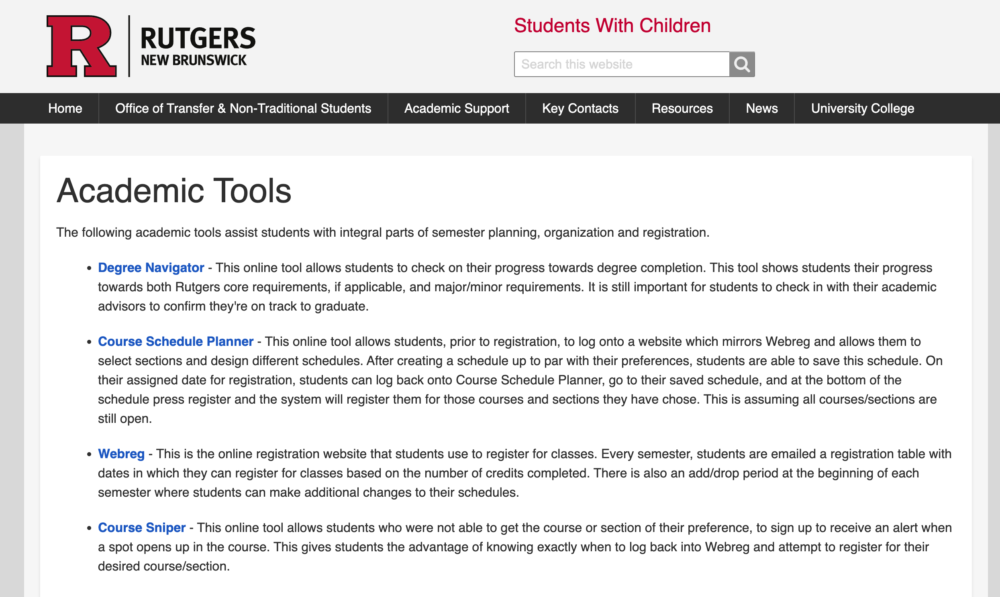 R
RUTGERS
NEW BRUNSWICK
Students With Children
Search this website
Home
Office of Transfer & Non-Traditional Students
Academic Support
Key Contacts
Resources
News
University College
Academic Tools
The following academic tools assist students with integral parts of semester planning, organization and registration.
• Degree Navigator - This online tool allows students to check on their progress towards degree completion. This tool shows students their progress
towards both Rutgers core requirements, if applicable, and major/minor requirements. It is still important for students to check in with their academic
advisors to confirm they're on track to graduate.
• Course Schedule Planner - This online tool allows students, prior to registration, to log onto a website which mirrors Webreg and allows them to
select sections and design different schedules. After creating a schedule up to par with their preferences, students are able to save this schedule. On
their assigned date for registration, students can log back onto Course Schedule Planner, go to their saved schedule, and at the bottom of the
schedule press register and the system will register them for those courses and sections they have chose. This is assuming all courses/sections are
still open.
• Webreg - This is the online registration website that students use to register for classes. Every semester, students are emailed a registration table with
dates in which they can register for classes based on the number of credits completed. There is also an add/drop period at the beginning of each
semester where students can make additional changes to their schedules.
• Course Sniper - This online tool allows students who were not able to get the course or section of their preference, to sign up to receive an alert when
a spot opens up in the course. This gives students the advantage of knowing exactly when to log back into Webreg and attempt to register for their
desired course/section.